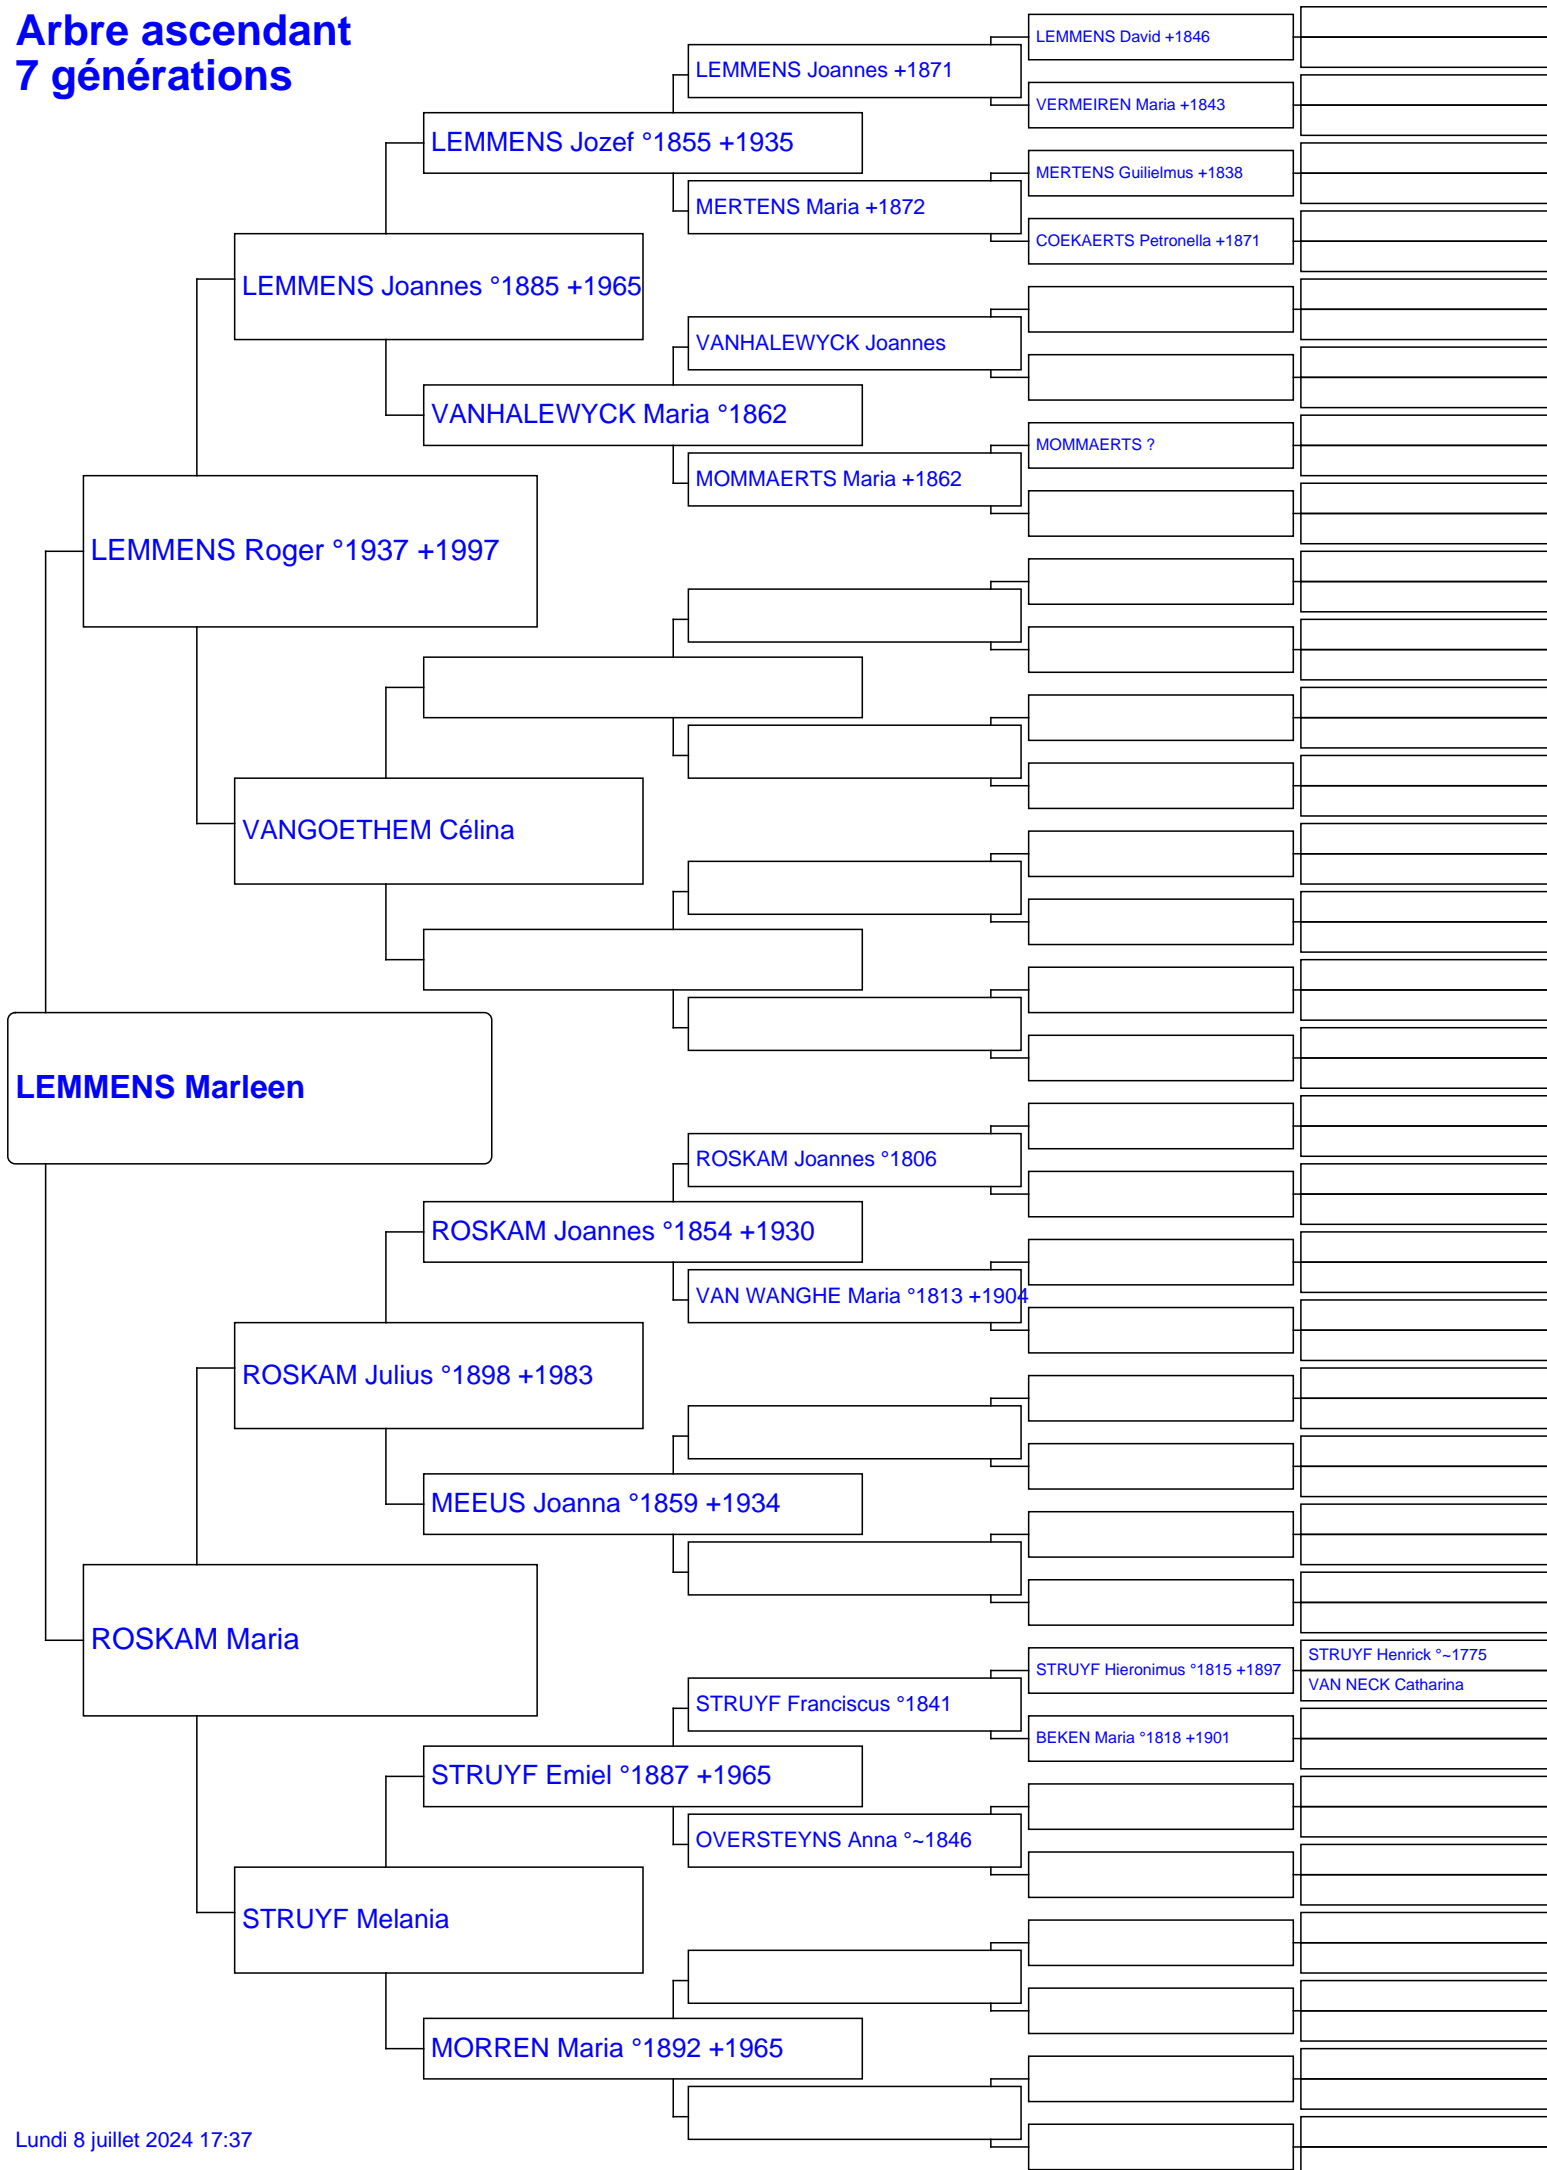 Arbre ascendant
7 générations
LEMMENS David +1846
LEMMENS Joannes +1871
VERMEIREN Maria +1843
LEMMENS Jozef °1855 +1935
MERTENS Guilielmus +1838
MERTENS Maria +1872
COEKAERTS Petronella +1871
LEMMENS Joannes °1885 +1965
VANHALEWYCK Joannes
VANHALEWYCK Maria °1862
MOMMAERTS ?
MOMMAERTS Maria +1862
LEMMENS Roger °1937 +1997
VANGOETHEM Célina
LEMMENS Marleen
ROSKAM Joannes °1806
ROSKAM Joannes °1854 +1930
VAN WANGHE Maria °1813 +1904
ROSKAM Julius °1898 +1983
MEEUS Joanna °1859 +1934
ROSKAM Maria
STRUYF Henrick °~1775
STRUYF Hieronimus °1815 +1897
VAN NECK Catharina
STRUYF Franciscus °1841
BEKEN Maria °1818 +1901
STRUYF Emiel °1887 +1965
OVERSTEYNS Anna °~1846
STRUYF Melania
MORREN Maria °1892 +1965
Lundi 8 juillet 2024 17:37